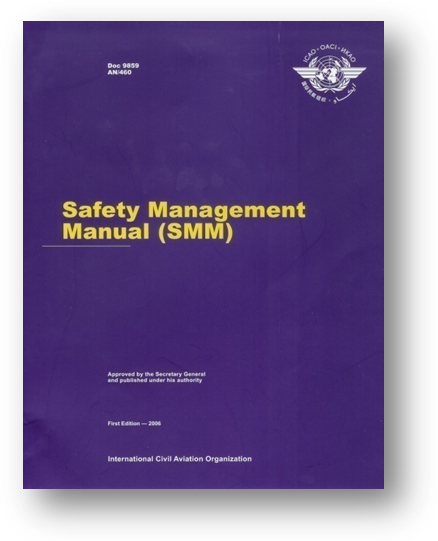 Doc 9859
AN/460
ICAO · OACI · ИКАО
Safety Management
Manual (SMM)
Approved by the Secretary General
and published under his authority
First Edition — 2006
International Civil Aviation Organization